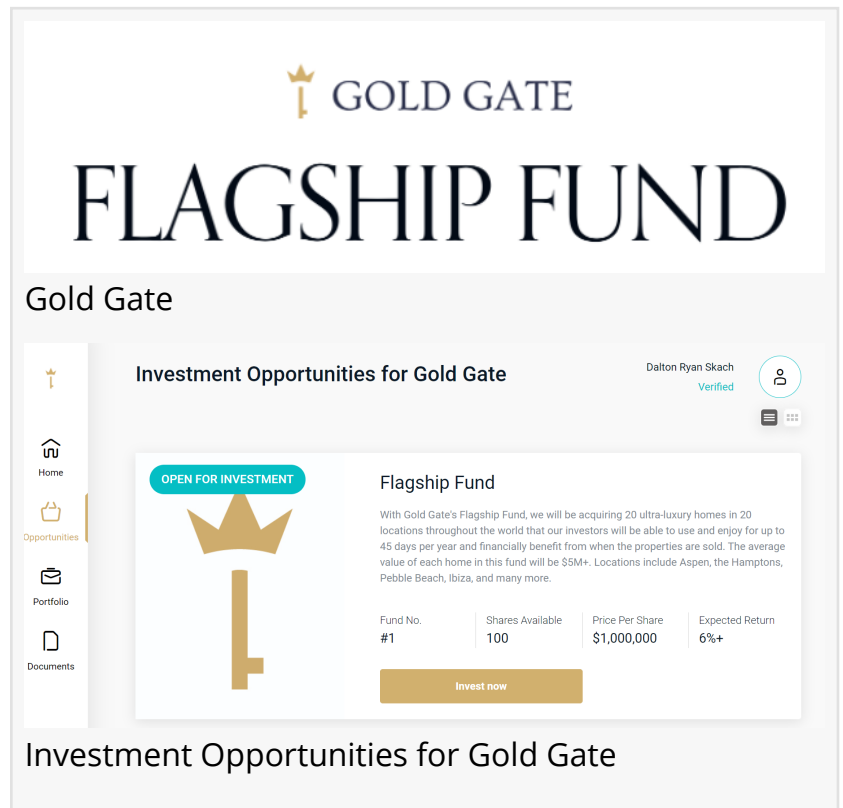 GOLD GATE
FLAGSHIP FUND
Gold Gate
Investment Opportunities for Gold Gate
Dalton Ryan Skach
Verified
Home
Opportunities
Portfolio
Documents
OPEN FOR INVESTMENT
Flagship Fund
With Gold Gate's Flagship Fund, we will be acquiring 20 ultra-luxury homes in 20
locations throughout the world that our investors will be able to use and enjoy for up to
45 days per year and financially benefit from when the properties are sold. The average
value of each home in this fund will be $5M+. Locations include Aspen, the Hamptons,
Pebble Beach, Ibiza, and many more.
Fund No. Shares Available Price Per Share Expected Return
#1 100 $1,000,000 6%+
Invest now
Investment Opportunities for Gold Gate